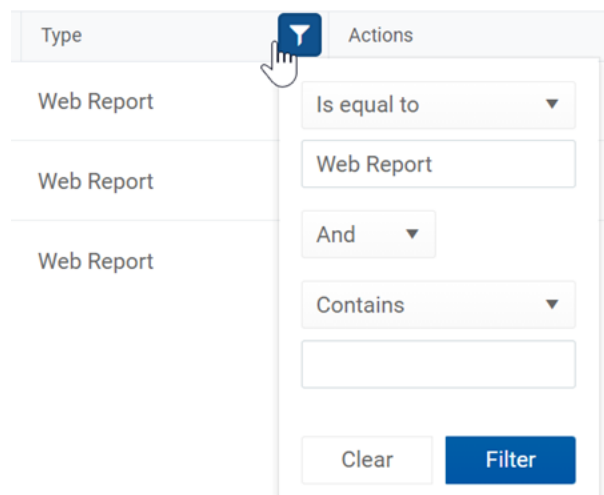 Type
Actions
Web Report
Web Report
Web Report
Is equal to
Web Report
And
Contains
Clear
Filter